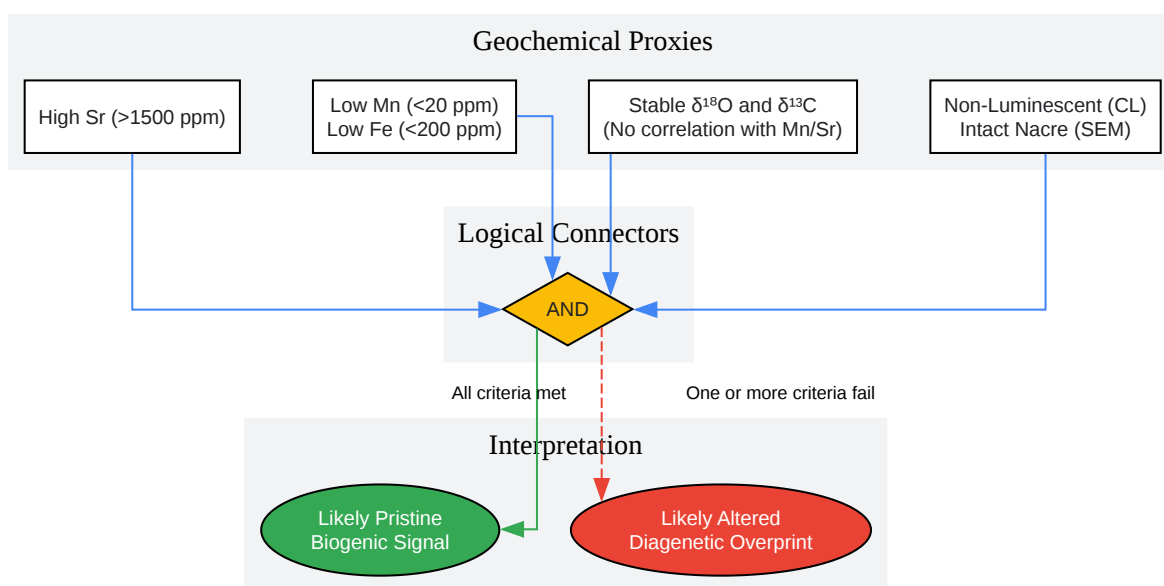 Geochemical Proxies
High Sr (>1500 ppm)
Low Mn (<20 ppm)
Low Fe (<200 ppm)
Stable δ¹⁸O and δ¹³C
(No correlation with Mn/Sr)
Non-Luminescent (CL)
Intact Nacre (SEM)
Logical Connectors
AND
All criteria met
One or more criteria fail
Interpretation
Likely Pristine
Biogenic Signal
Likely Altered
Diagenetic Overprint